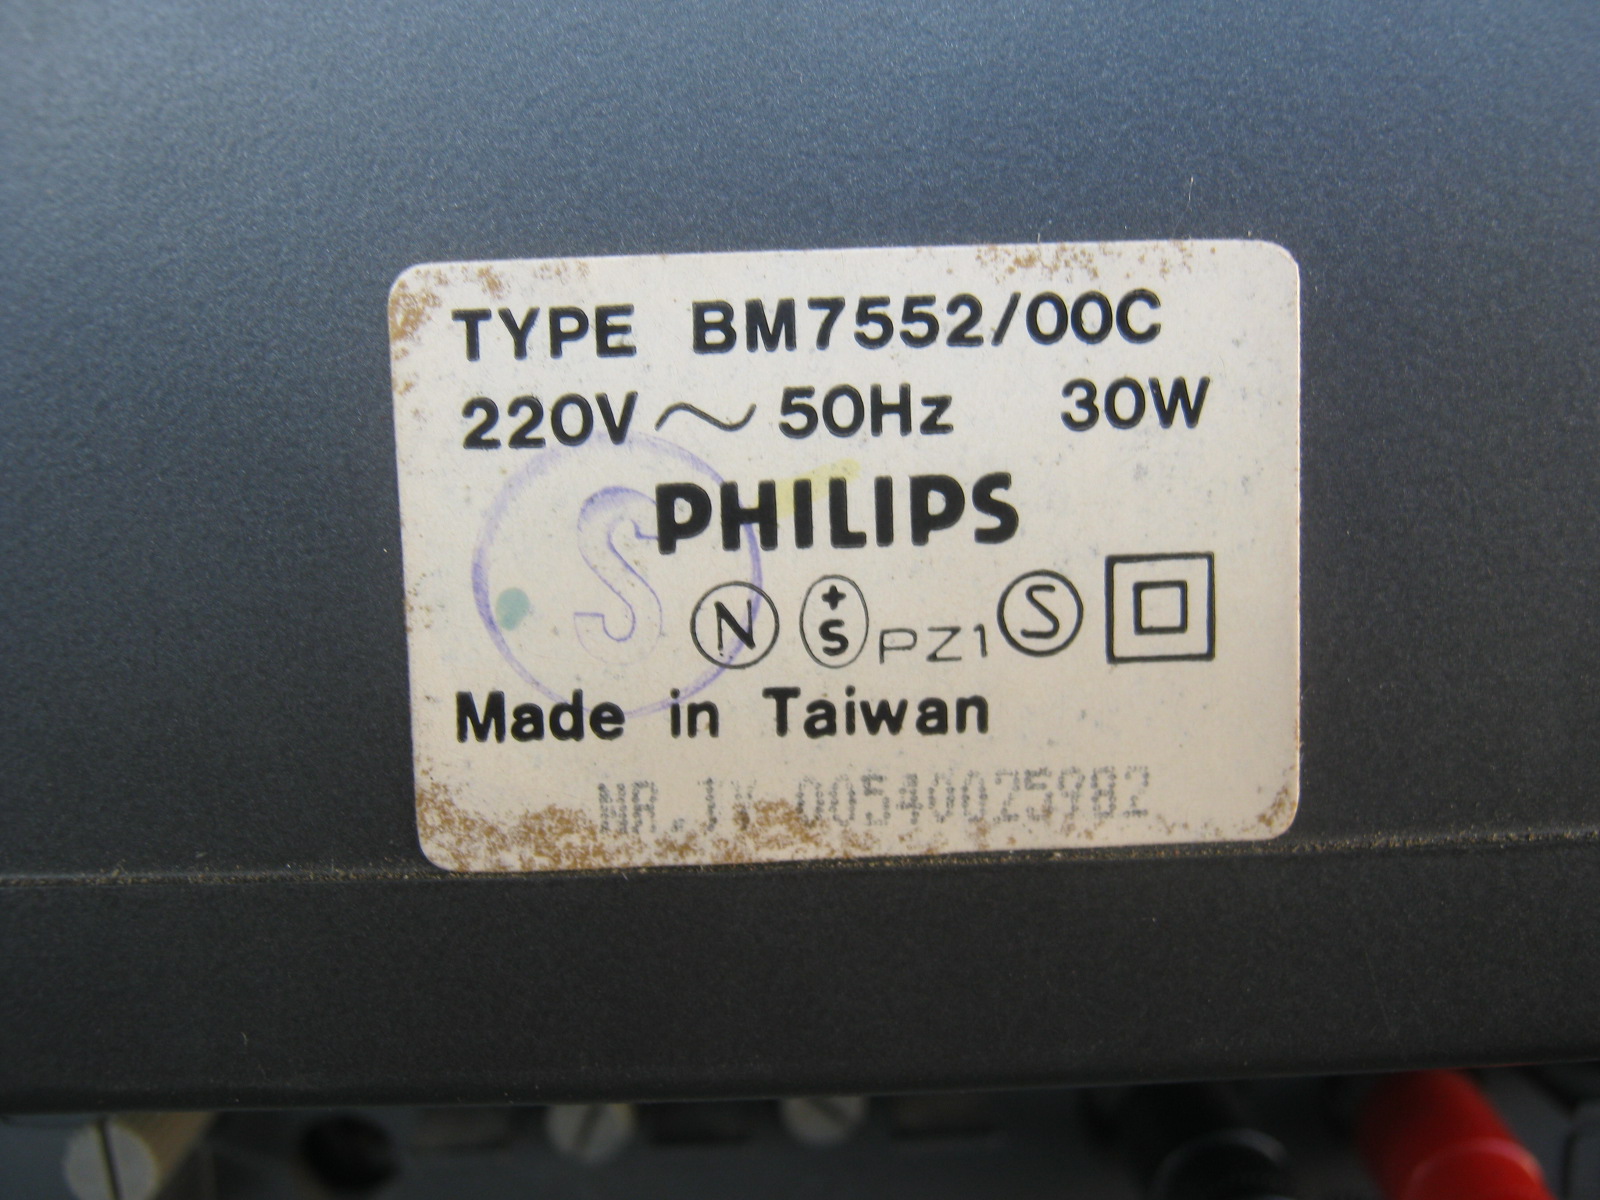 TYPE BM7552/00C
220V ~ 50Hz 30W
S
PHILIPS
N +S PZ1 S
Made in Taiwan